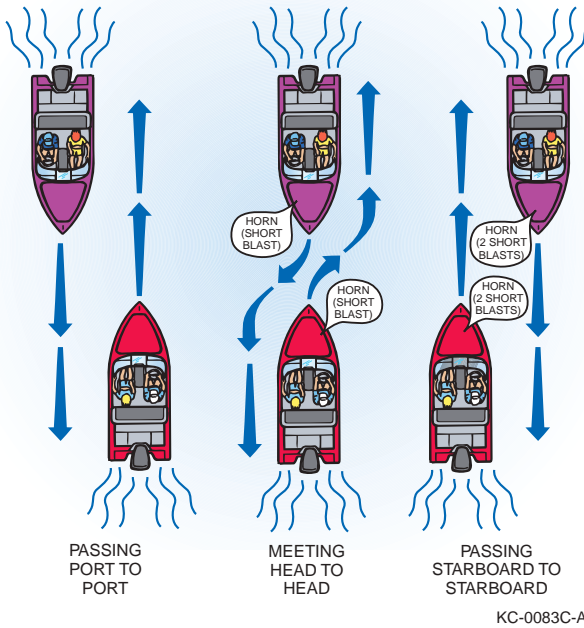 HORN
(SHORT
BLAST)
HORN
(SHORT
BLAST)
HORN
(2 SHORT
BLASTS)
HORN
(2 SHORT
BLASTS)
PASSING
PORT TO
PORT
MEETING
HEAD TO
HEAD
PASSING
STARBOARD TO
STARBOARD
KC-0083C-A